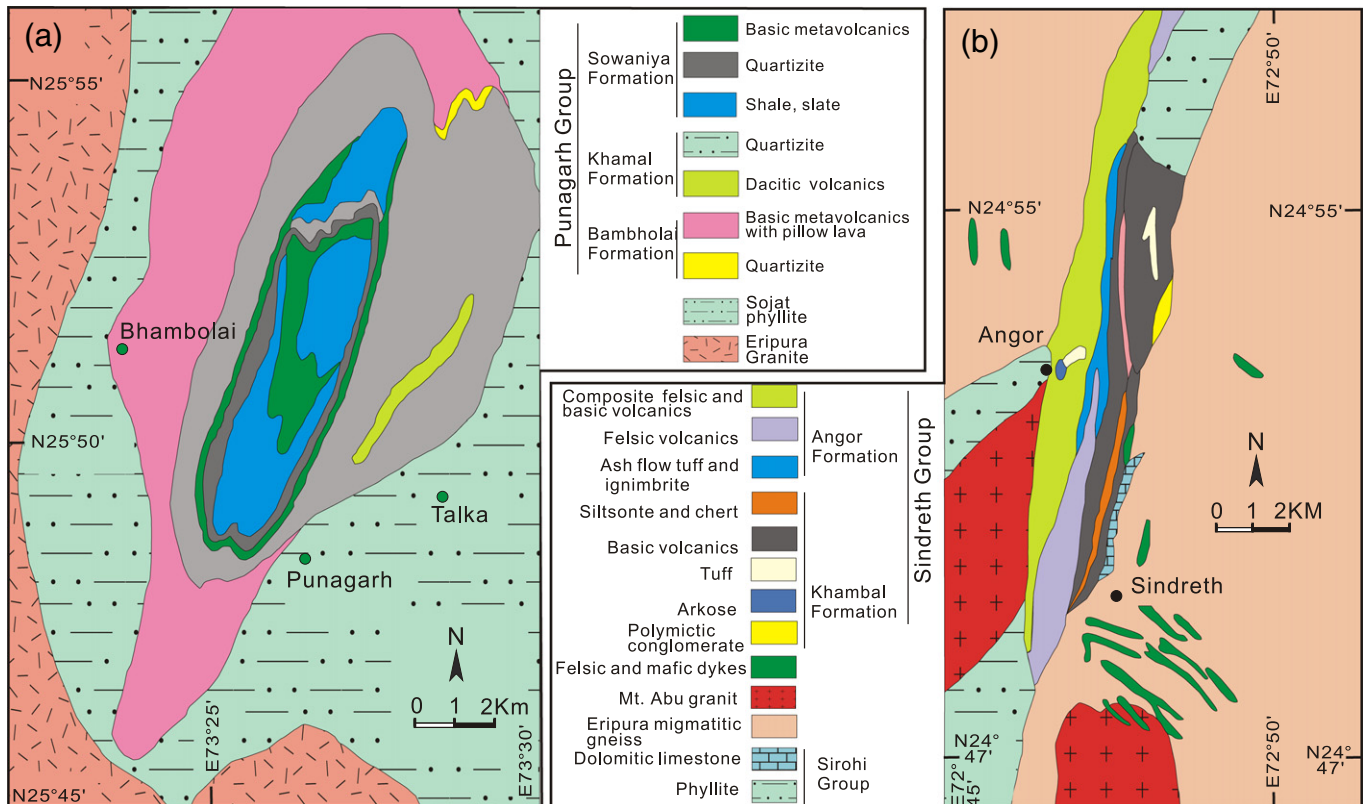 (a)
N25°55'
Bhambolai
N25°50'
Talka
Punagarh
N
0 1 2Km
E73°25'
E73°30'
N25°45'
Punagarh Group
Sowaniya
Formation
Basic metavolcanics
Quartizite
Shale, slate
Khamal
Formation
Quartizite
Dacitic volcanics
Bambholai
Formation
Basic metavolcanics
with pillow lava
Quartizite
Sojat
phyllite
Eripura
Granite
Composite felsic and
basic volcanics
Felsic volcanics
Ash flow tuff and
ignimbrite
Angor
Formation
Siltsonte and chert
Basic volcanics
Tuff
Arkose
Polymictic
conglomerate
Khambal
Formation
Sindreth Group
Felsic and mafic dykes
Mt. Abu granit
Eripura migmatitic
gneiss
Dolomitic limestone
Phyllite
Sirohi
Group
(b)
E72°50'
N24°55'
N24°55'
Angor
N
0 1 2KM
Sindreth
N24°
47'
E72°
45'
E72°50'
N24°
47'